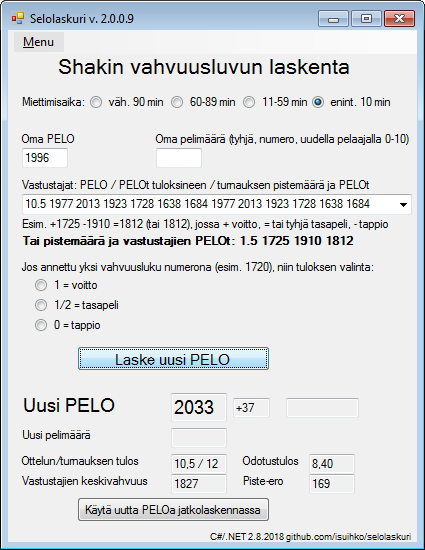 Selolaskuri v. 2.0.0.9
Menu
Shakin vahvuusluvun laskenta
Miettimisaika: väh. 90 min 60-89 min 11-59 min enint. 10 min
Oma PELO Oma pelimäärä (tyhjä, numero, uudella pelaajalla 0-10)
1996
Vastustajat: PELO / PELOt tuloksineen / turnauksen pistemäärä ja PELOt
10.5 1977 2013 1923 1728 1638 1684 1977 2013 1923 1728 1638 1684
Esim. +1725 -1910 =1812 (tai 1812), jossa + voitto, = tai tyhjä tasapeli, - tappio
Tai pistemäärä ja vastustajien PELOt: 1.5 1725 1910 1812
Jos annettu yksi vahvuusluku numerona (esim. 1720), niin tuloksen valinta:
1 = voitto
1/2 = tasapeli
0 = tappio
Laske uusi PELO
Uusi PELO 2033 +37
Uusi pelimäärä
Ottelun/turnauksen tulos 10,5 / 12 Odotustulos 8,40
Vastustajien keskivahvuus 1827 Piste-ero 169
Käytä uutta PELOa jatkolaskennassa
C#/.NET 2.8.2018 github.com/isuihko/selolaskuri